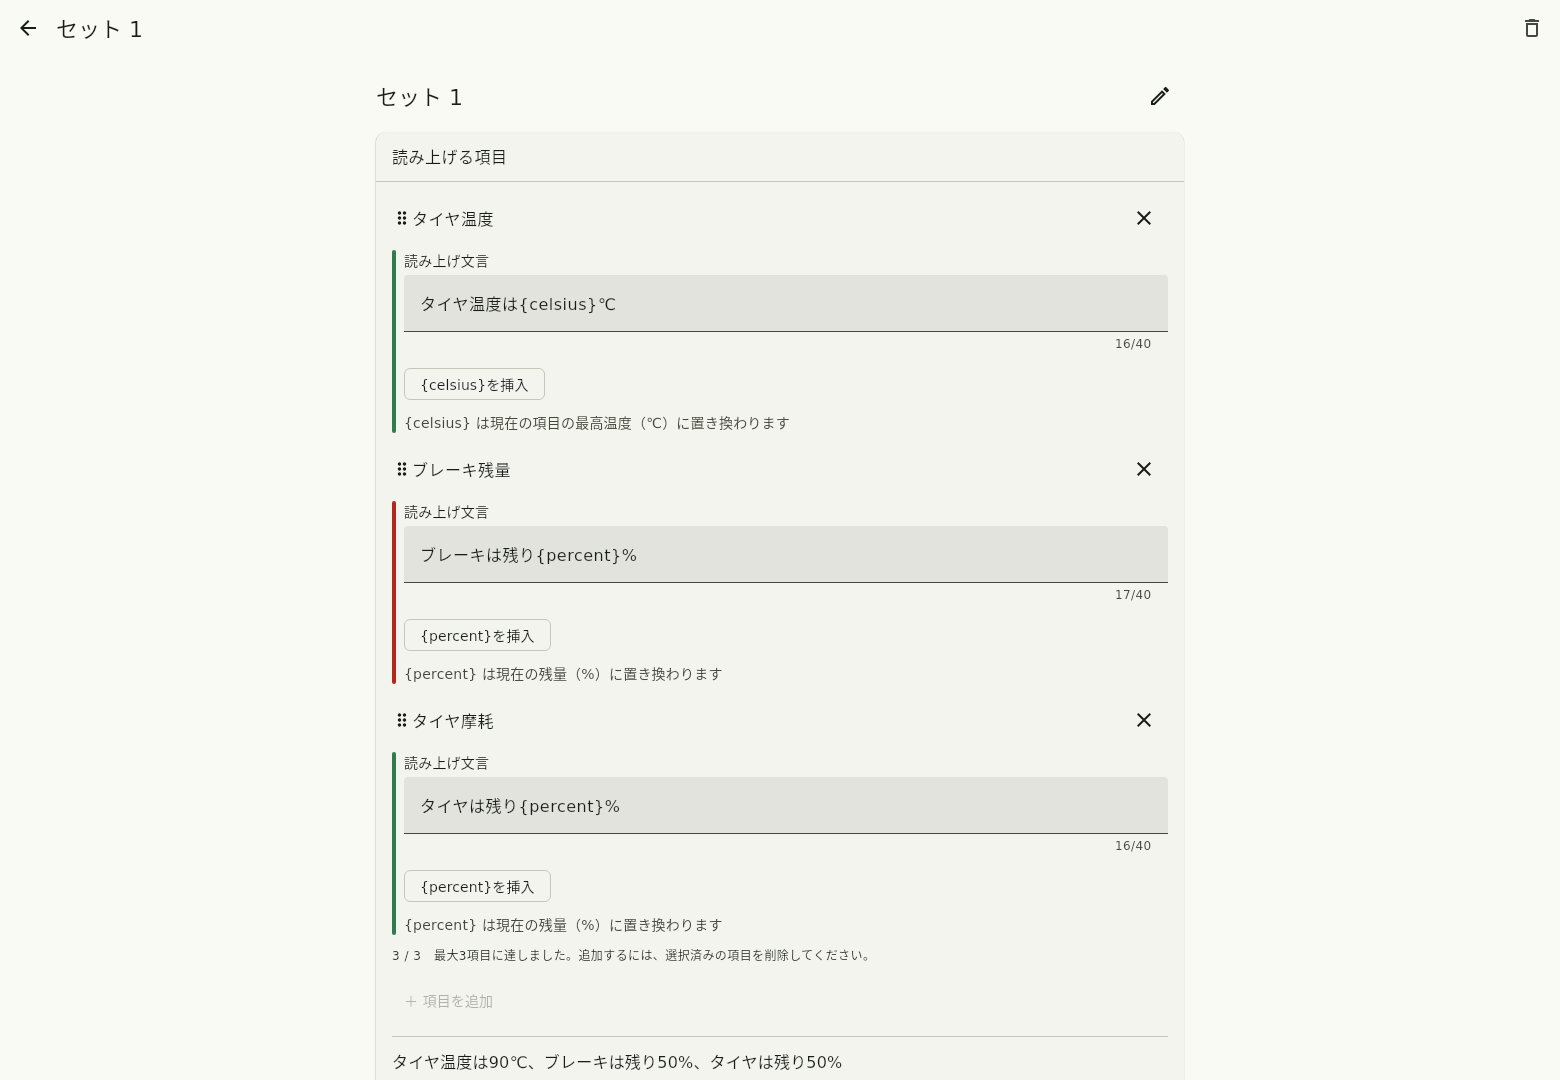 セット 1
セット 1
読み上げる項目
タイヤ温度
読み上げ文言
タイヤ温度は{celsius}℃
16/40
{celsius}を挿入
{celsius} は現在の項目の最高温度（℃）に置き換わります
ブレーキ残量
読み上げ文言
ブレーキは残り{percent}%
17/40
{percent}を挿入
{percent} は現在の残量（%）に置き換わります
タイヤ摩耗
読み上げ文言
タイヤは残り{percent}%
16/40
{percent}を挿入
{percent} は現在の残量（%）に置き換わります
3 / 3　最大3項目に達しました。追加するには、選択済みの項目を削除してください。
＋ 項目を追加
タイヤ温度は90℃、ブレーキは残り50%、タイヤは残り50%